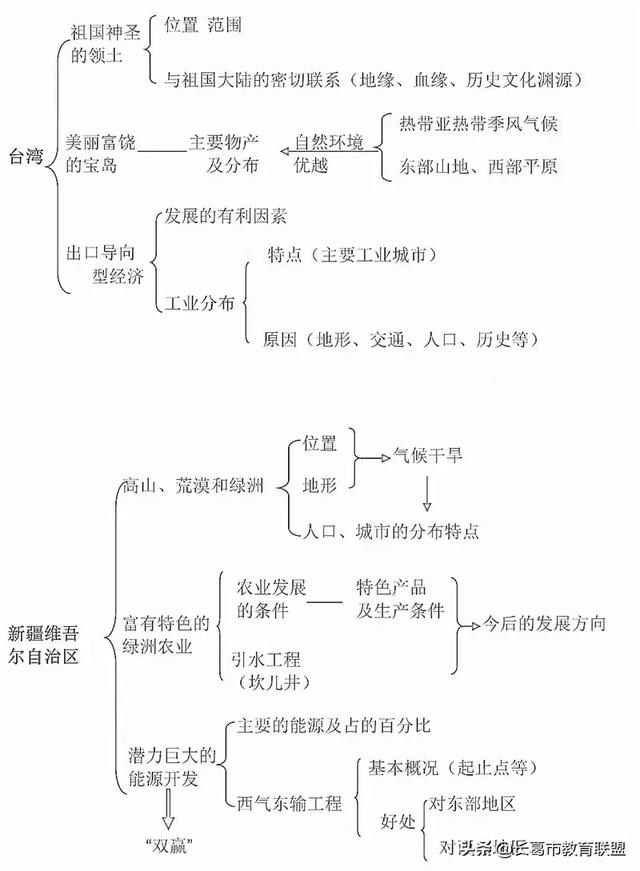 祖国神圣
的领土
位置 范围
与祖国大陆的密切联系（地缘、血缘、历史文化渊源）
台湾
美丽富饶
的宝岛
主要物产
及分布
自然环境
优越
热带亚热带季风气候
东部山地、西部平原
出口导向
型经济
发展的有利因素
工业分布
特点（主要工业城市）
原因（地形、交通、人口、历史等）
新疆维吾
尔自治区
高山、荒漠和绿洲
位置
地形
气候干旱
人口、城市的分布特点
富有特色的
绿洲农业
农业发展
的条件
特色产品
及生产条件
引水工程
（坎儿井）
今后的发展方向
潜力巨大的
能源开发
“双赢”
主要的能源及占的百分比
西气东输工程
基本概况（起止点等）
好处
对东部地区
对
头条@长葛市教育联盟